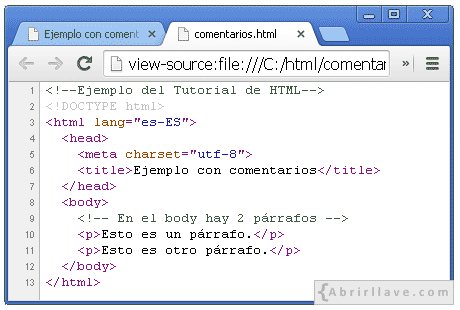 Ejemplo con coment
comentarios.html
view-source:file:///C:/html/comentar
»
1 <!--Ejemplo del Tutorial de HTML-->
2 <!DOCTYPE html>
3 <html lang="es-ES">
4 <head>
5 <meta charset="utf-8">
6 <title>Ejemplo con comentarios</title>
7 </head>
8 <body>
9 <!-- En el body hay 2 párrafos -->
10 <p>Esto es un párrafo.</p>
11 <p>Esto es otro párrafo.</p>
12 </body>
13 </html>
{Abrirllave.com